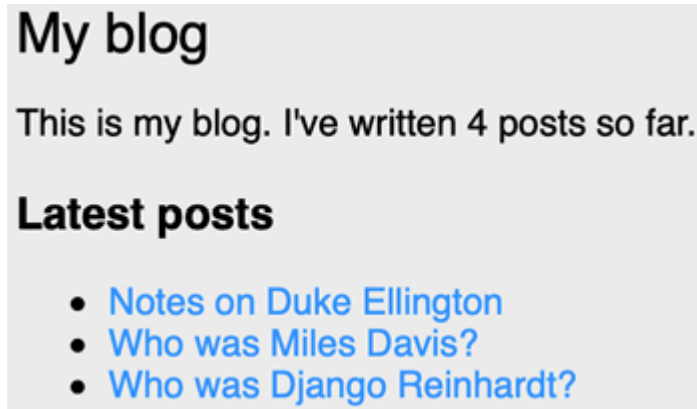 My blog
This is my blog. I've written 4 posts so far.
Latest posts
• Notes on Duke Ellington
• Who was Miles Davis?
• Who was Django Reinhardt?